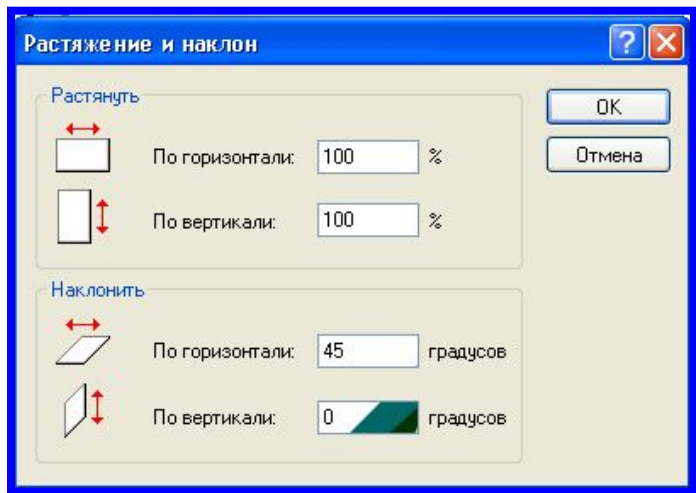 Растяжение и наклон
Растянуть
OK
По горизонтали: 100 %
Отмена
По вертикали: 100 %
Наклонить
По горизонтали: 45 градусов
По вертикали: 0 градусов